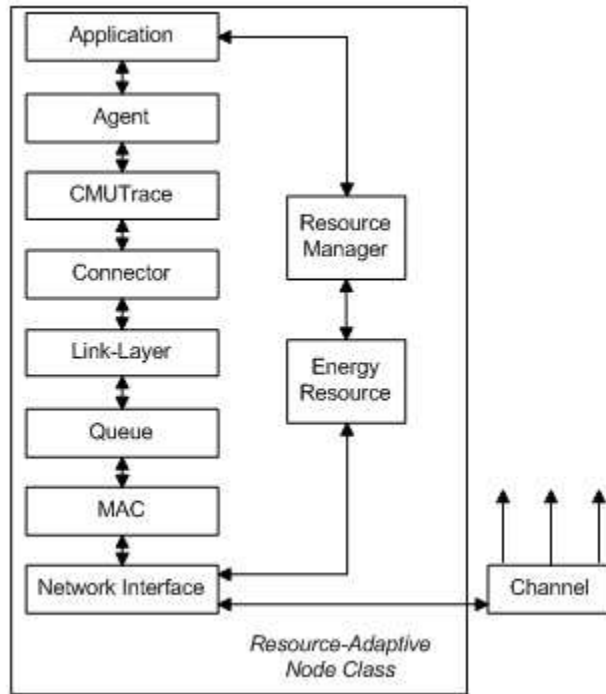 Application
Agent
CMUTrace
Connector
Link-Layer
Queue
MAC
Network Interface
Resource
Manager
Energy
Resource
Channel
Resource-Adaptive
Node Class